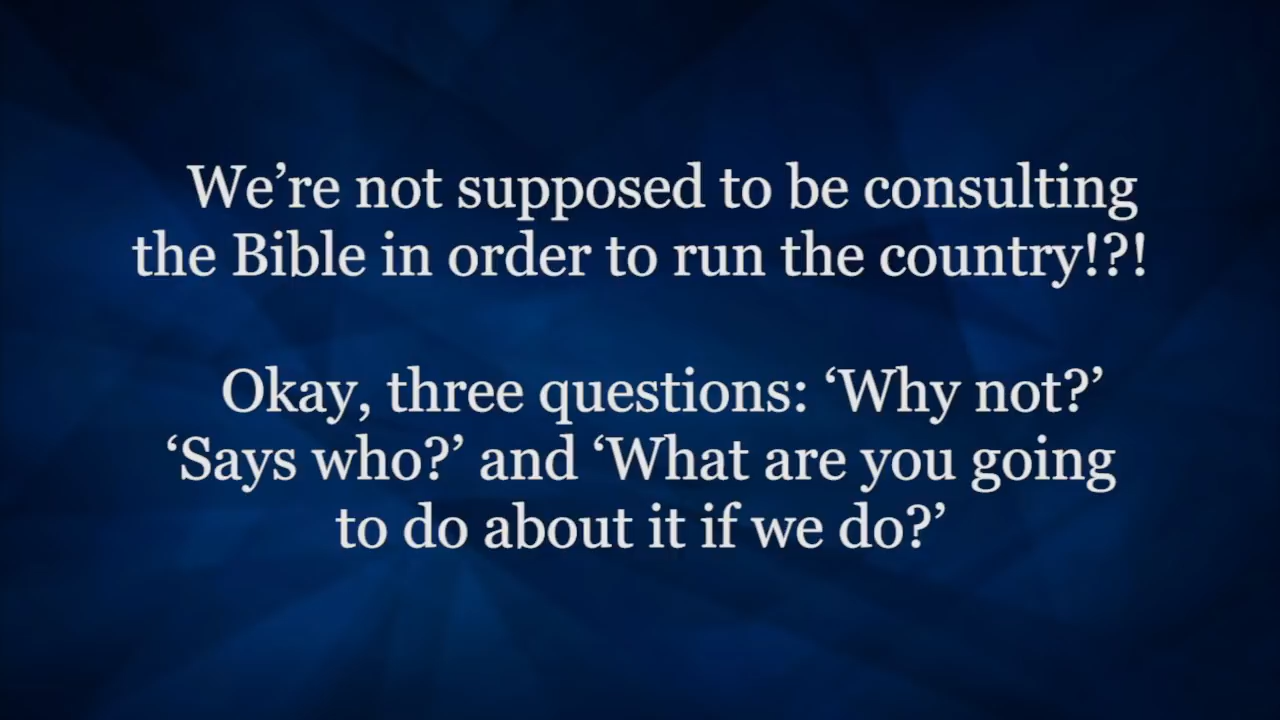 We’re not supposed to be consulting
the Bible in order to run the country!?!
Okay, three questions: ‘Why not?’
‘Says who?’ and ‘What are you going
to do about it if we do?’